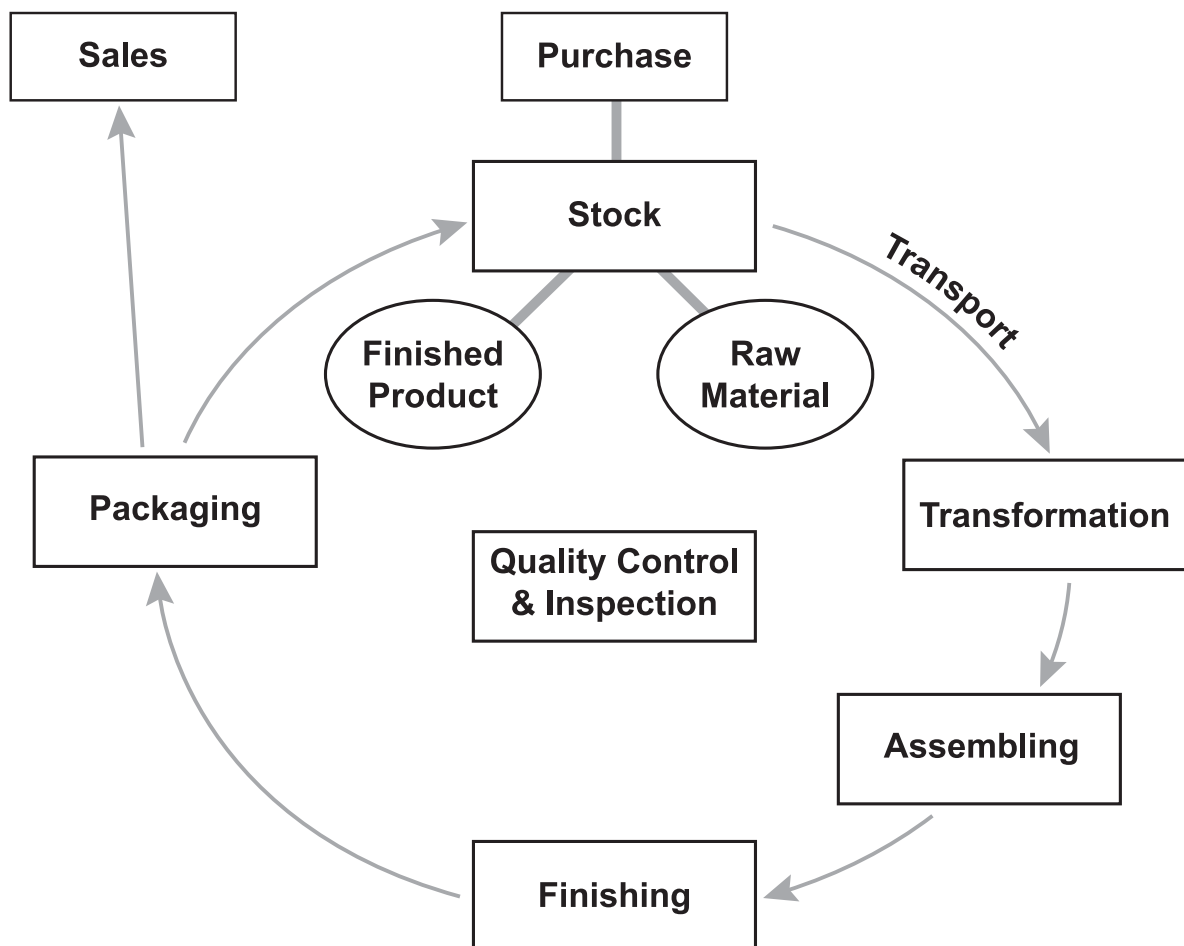 Sales
Purchase
Stock
Transport
Finished
Product
Raw
Material
Packaging
Transformation
Quality Control
& Inspection
Assembling
Finishing